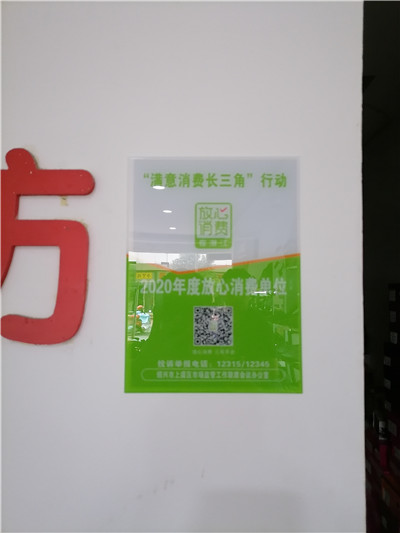 方
“满意消费长三角”行动
放心
消费
2020年度放心消费单位
投诉举报电话：12315/12345